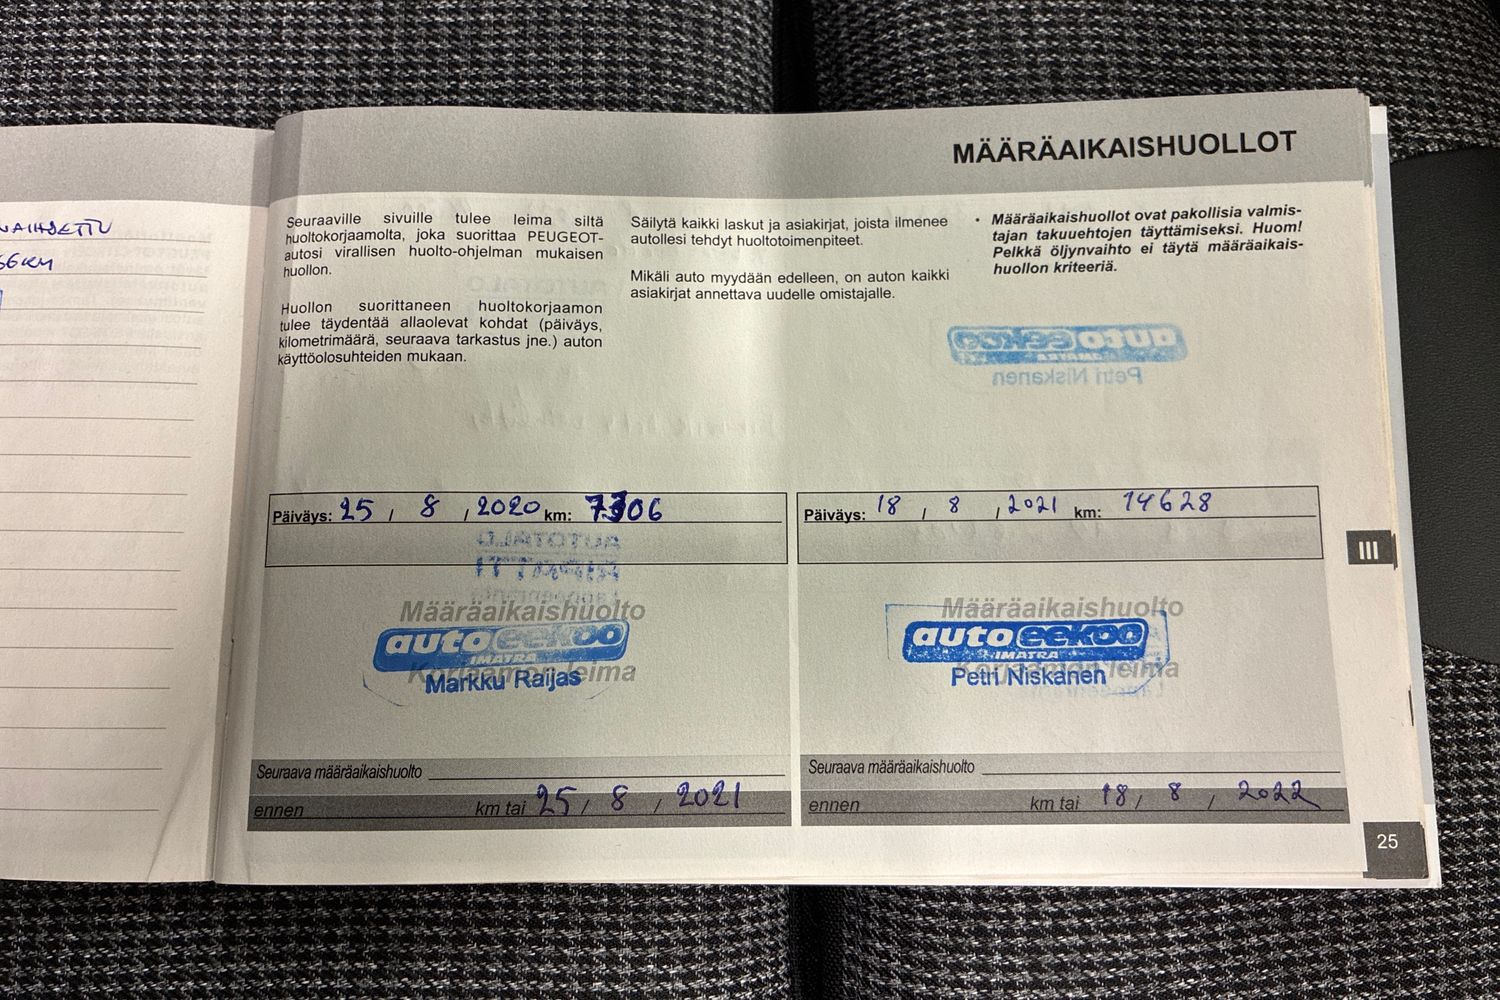 MÄÄRÄAIKAISHUOLLOT
Seuraaville sivuille tulee leima siltä
huoltokorjaamolta, joka suorittaa PEUGEOT-
autosi virallisen huolto-ohjelman mukaisen
huollon.
Huollon suorittaneen huoltokorjaamon
tulee täydentää allaolevat kohdat (päiväys,
kilometrimäärä, seuraava tarkastus jne.) auton
käyttöolosuhteiden mukaan.
Säilytä kaikki laskut ja asiakirjat, joista ilmenee
autollesi tehdyt huoltotoimenpiteet.
Mikäli auto myydään edelleen, on auton kaikki
asiakirjat annettava uudelle omistajalle.
• Määräaikaishuollot ovat pakollisia valmis-
tajan takuuehtojen täyttämiseksi. Huom!
Pelkkä öljynvaihto ei täytä määräaikais-
huollon kriteeriä.
Päiväys: 25 / 8 / 2020 km: 7306
Määräaikaishuolto
autoeekoo
IMATRA
Korjaamon leima
Markku Raijas
Seuraava määräaikaishuolto
ennen km tai 25 / 8 / 2021
Päiväys: 18 / 8 / 2021 km: 14628
Määräaikaishuolto
autoeekoo
IMATRA
Korjaamon leima
Petri Niskanen
Seuraava määräaikaishuolto
ennen km tai 18 / 8 / 2022
III
25